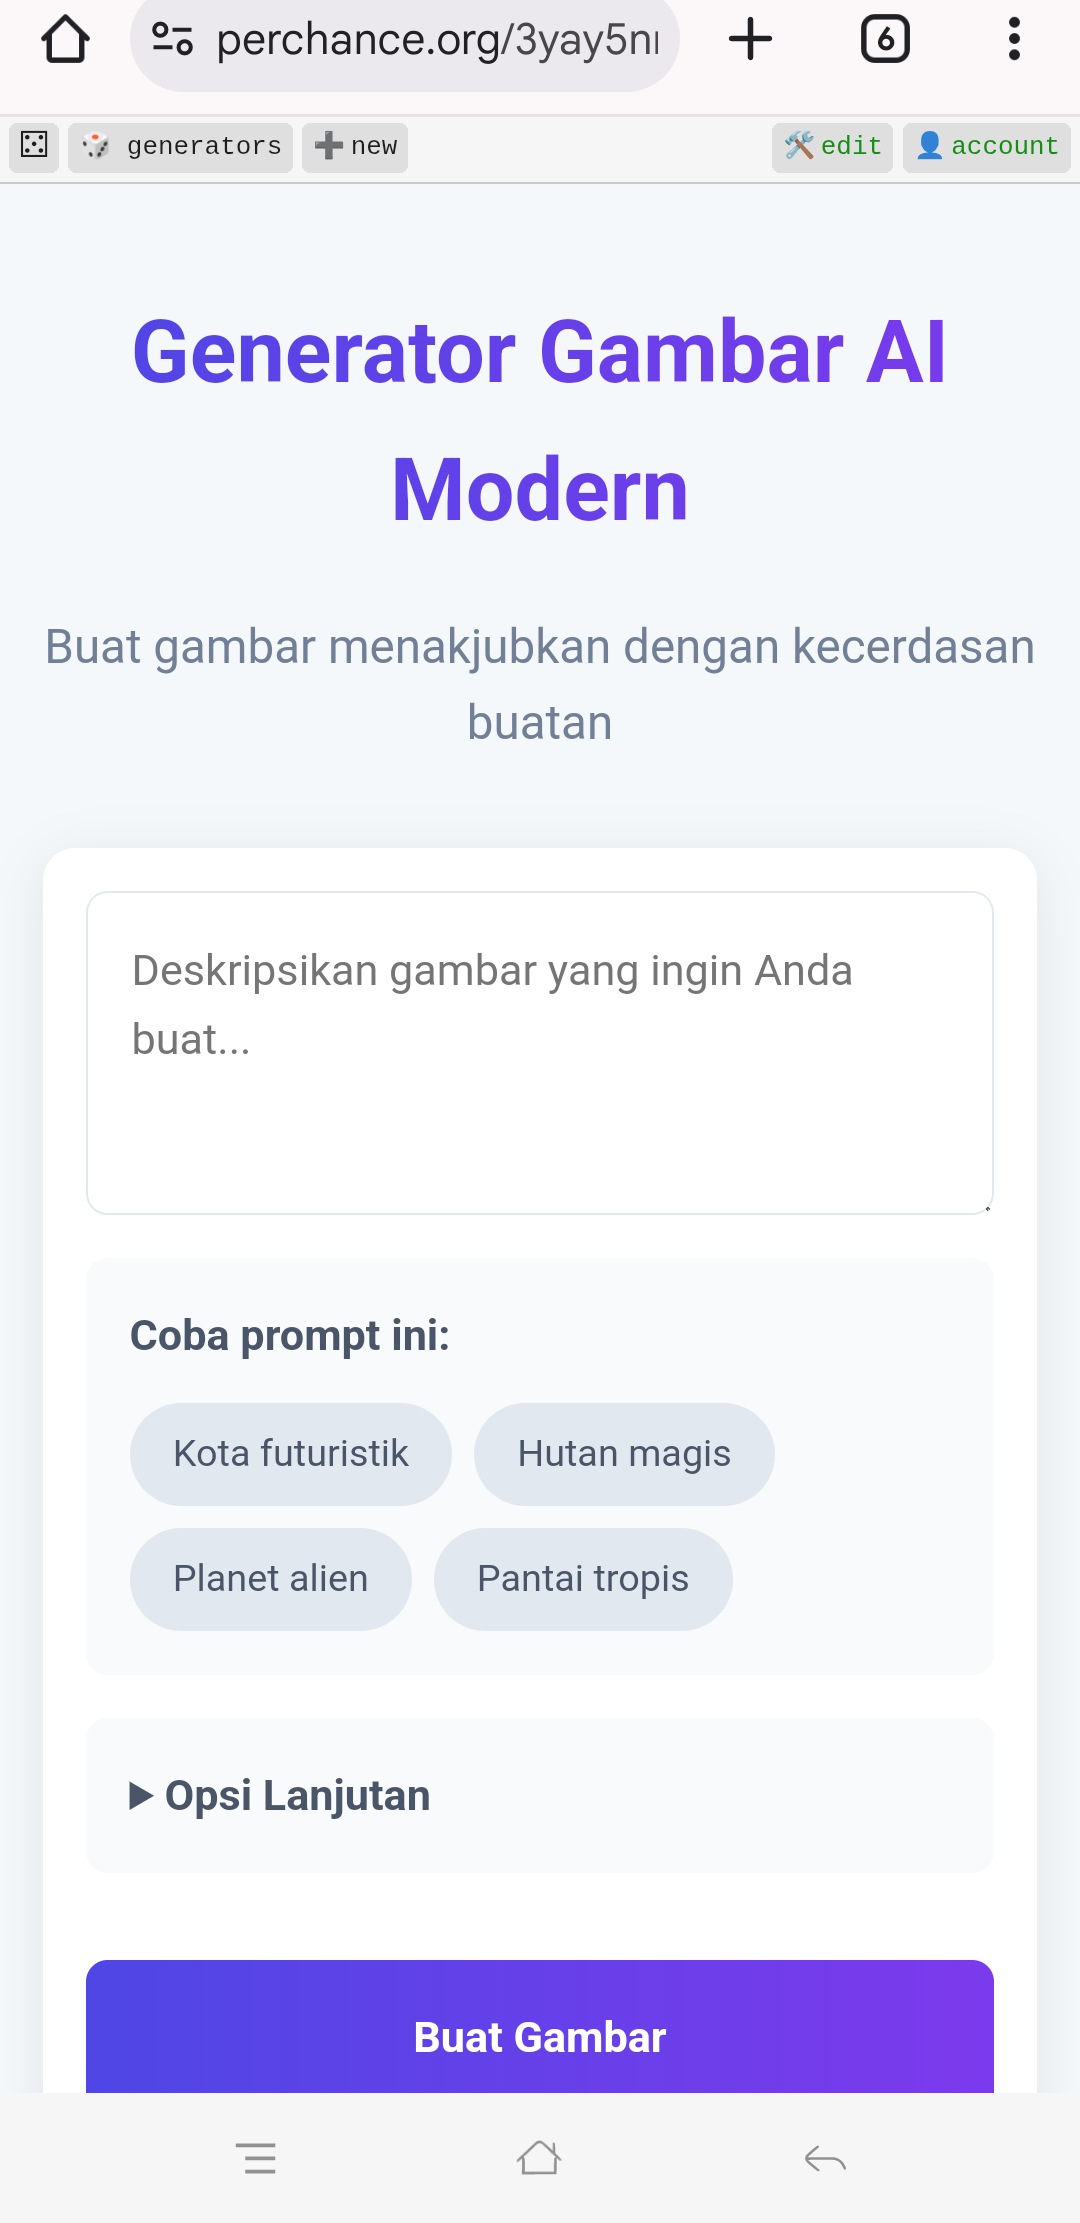 perchance.org/3yay5n
6
generators
new
edit
account
Generator Gambar AI
Modern
Buat gambar menakjubkan dengan kecerdasan
buatan
Deskripsikan gambar yang ingin Anda
buat...
Coba prompt ini:
Kota futuristik
Hutan magis
Planet alien
Pantai tropis
Opsi Lanjutan
Buat Gambar